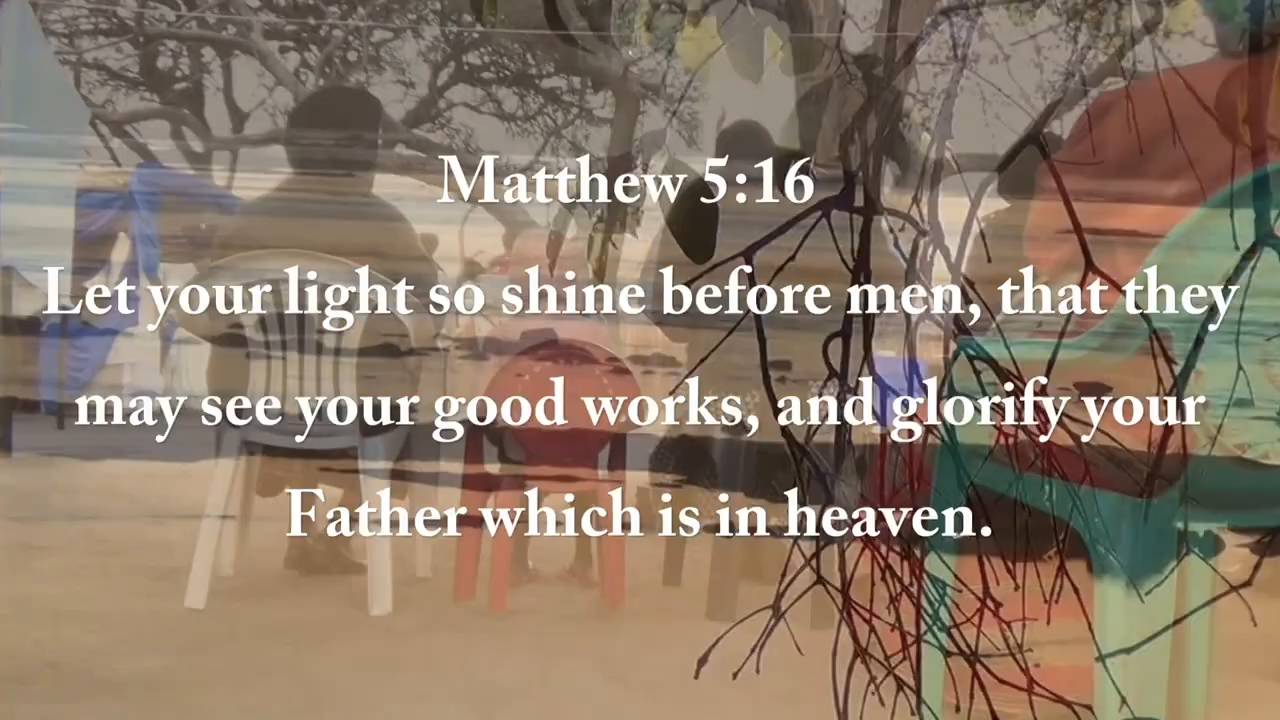 Matthew 5:16
Let your light so shine before men, that they
may see your good works, and glorify your
Father which is in heaven.